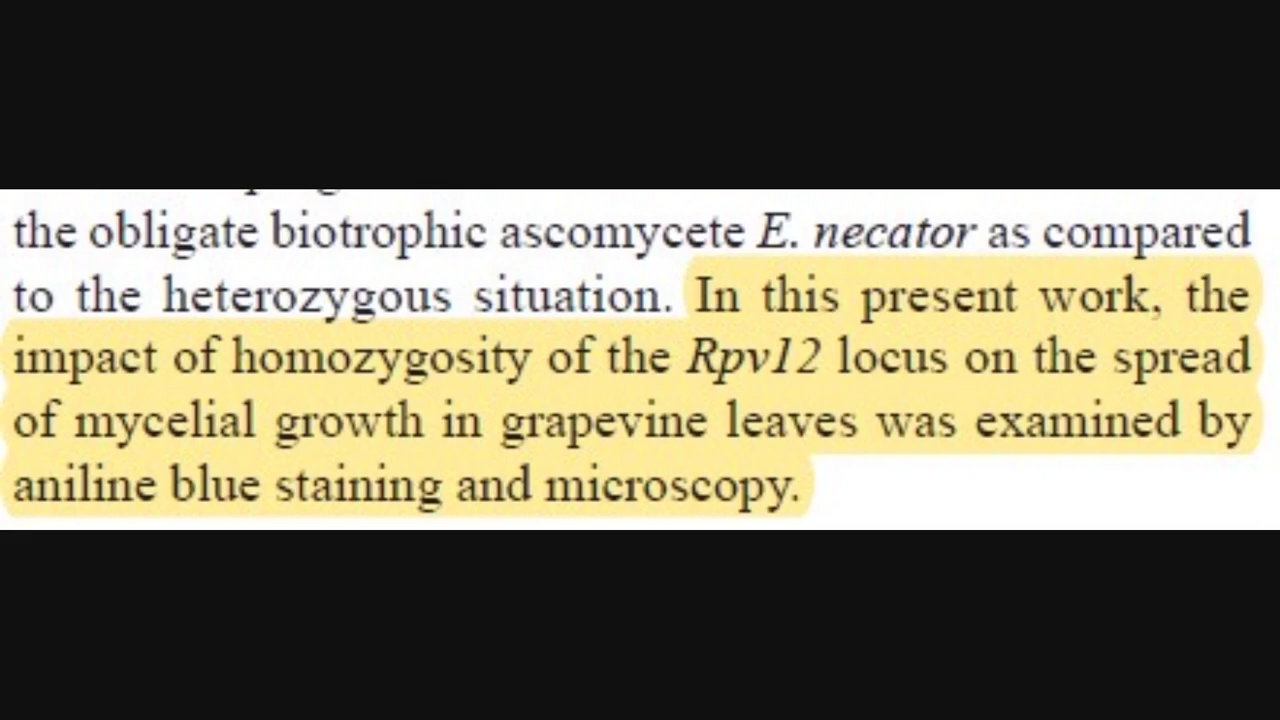 the obligate biotrophic ascomycete E. necator as compared
to the heterozygous situation. In this present work, the
impact of homozygosity of the Rpv12 locus on the spread
of mycelial growth in grapevine leaves was examined by
aniline blue staining and microscopy.